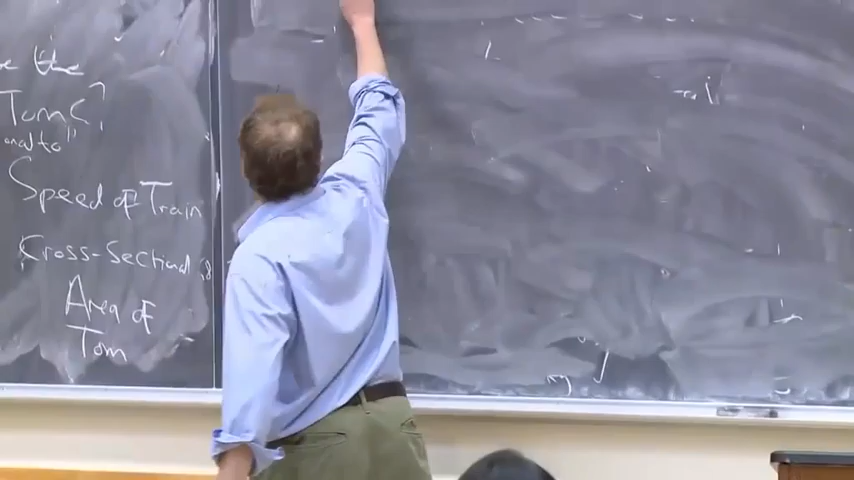 the
Tom C
Speed of Train
Cross-Sectional
Area of
Tom